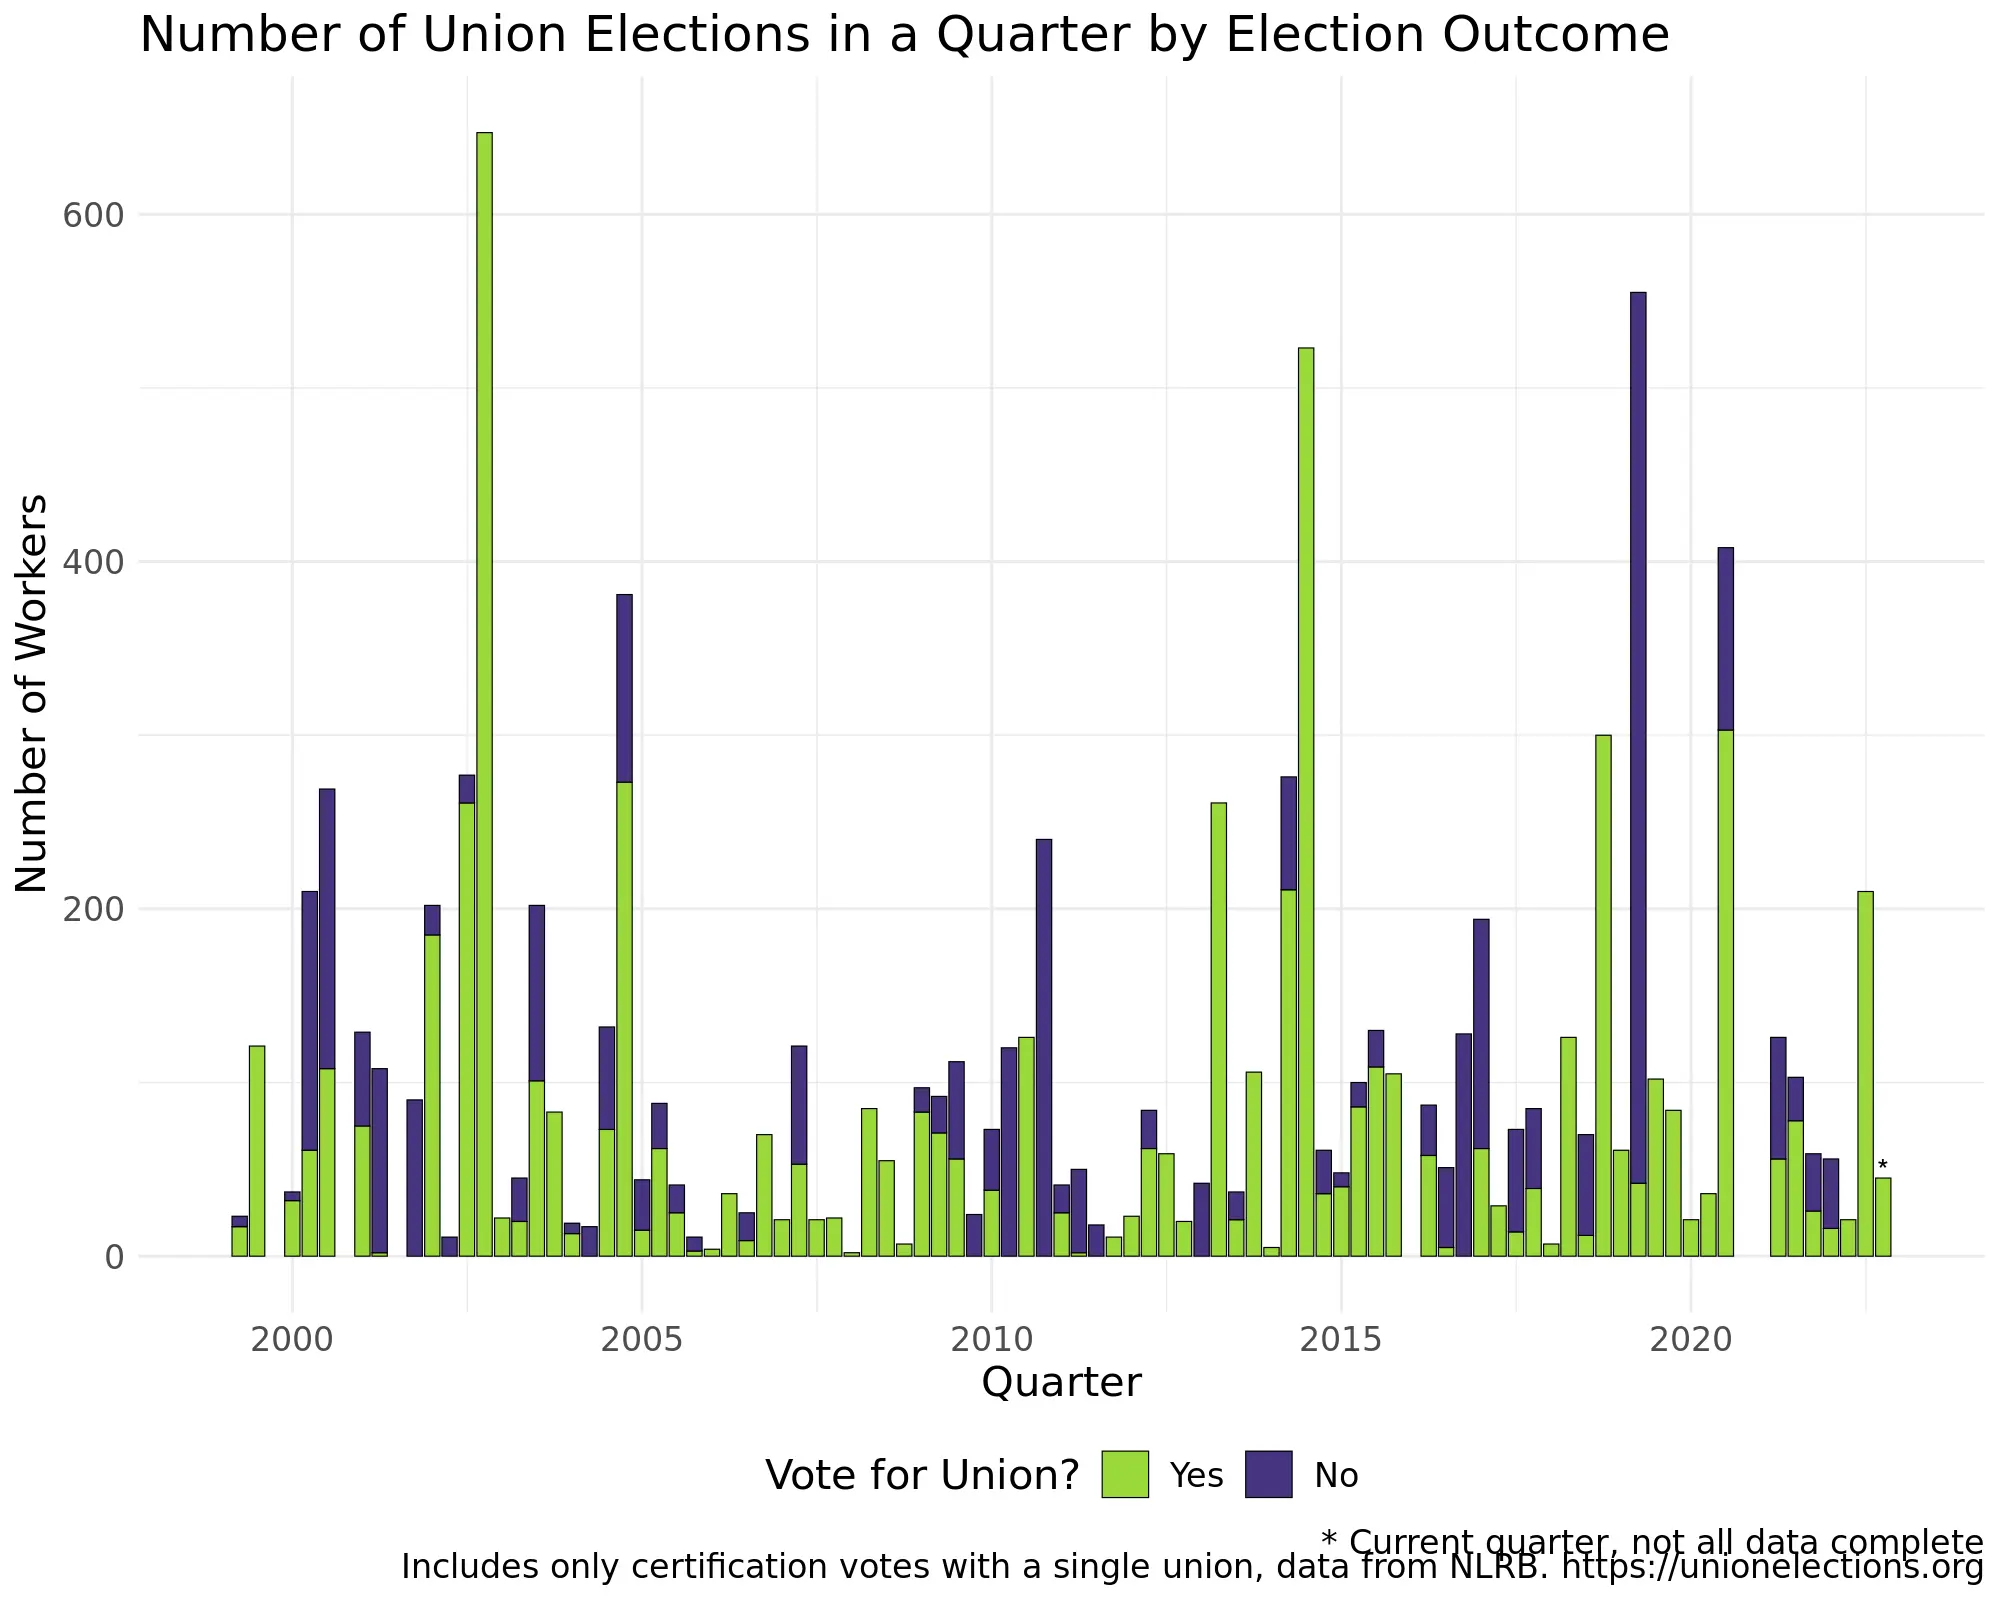 Number of Union Elections in a Quarter by Election Outcome
Number of Workers
600
400
200
0
*
2000 2005 2010 2015 2020
Quarter
Vote for Union? Yes No
* Current quarter, not all data complete
Includes only certification votes with a single union, data from NLRB. https://unionelections.org